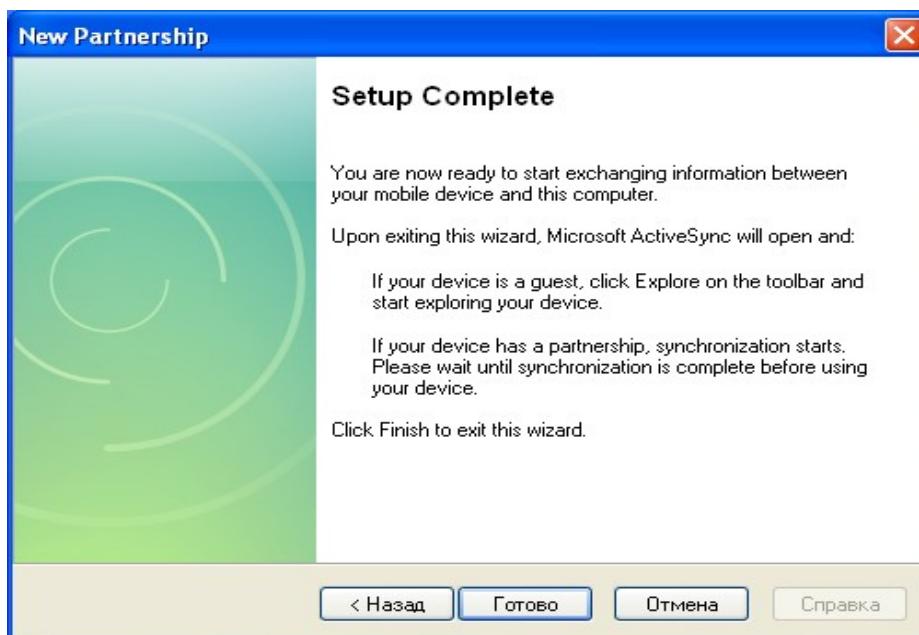 New Partnership
Setup Complete
You are now ready to start exchanging information between
your mobile device and this computer.
Upon exiting this wizard, Microsoft ActiveSync will open and:
If your device is a guest, click Explore on the toolbar and
start exploring your device.
If your device has a partnership, synchronization starts.
Please wait until synchronization is complete before using
your device.
Click Finish to exit this wizard.
< Назад Готово Отмена Справка